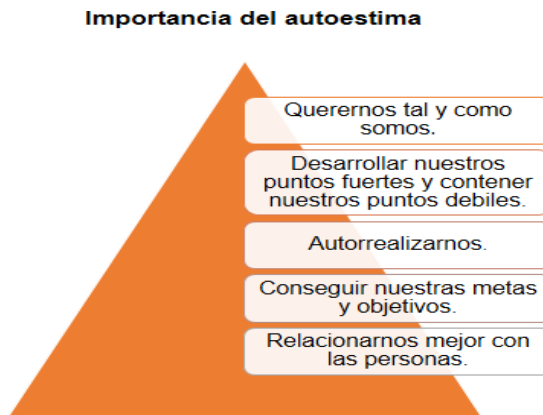 Importancia del autoestima
Querernos tal y como
somos.
Desarrollar nuestros
puntos fuertes y contener
nuestros puntos debiles.
Autorrealizarnos.
Conseguir nuestras metas
y objetivos.
Relacionarnos mejor con
las personas.